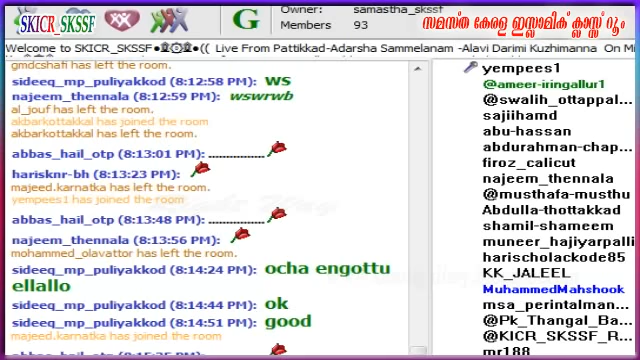 SKICR_SKSSF
G
Owner: samastha_skssf
Members 93
സമസ്ത കേരള ഇസ്ലാമിക് ക്ലാസ്സ് റൂം
Welcome to SKICR_SKSSF ●۩۞۩●(( Live From Pattikkad-Adarsha Sammelanam -Alavi Darimi Kuzhimanna On Mi
gmdcshafi has left the room.
sideeq_mp_puliyakkod (8:12:58 PM): ws
najeem_thennala (8:12:59 PM): wswrwb
al_jouf has left the room.
akbarkottakkal has joined the room
akbarkottakkal has left the room.
abbas_hail_otp (8:13:01 PM): ..................
harisknr-bh (8:13:23 PM):
majeed.karnatka has left the room.
yempees1 has joined the room
abbas_hail_otp (8:13:48 PM): ..................
najeem_thennala (8:13:56 PM):
mohammed_olavattor has left the room.
sideeq_mp_puliyakkod (8:14:24 PM): ocha engottu
ellallo
sideeq_mp_puliyakkod (8:14:44 PM): ok
sideeq_mp_puliyakkod (8:14:51 PM): good
majeed.karnatka has joined the room
yempees1
@ameer-iringallur1
@swalih_ottappal...
sajiihamd
abu-hassan
abdurahman-chap...
firoz_calicut
najeem_thennala
@musthafa-musthu
Abdulla-thottakkad
shamil-shameem
muneer_hajiyarpalli
harischolackode85
KK_JALEEL
MuhammedMahshook
msa_perintalman...
@Pk_Thangal_Ba...
@KICR_SKSSF_R...
mr188